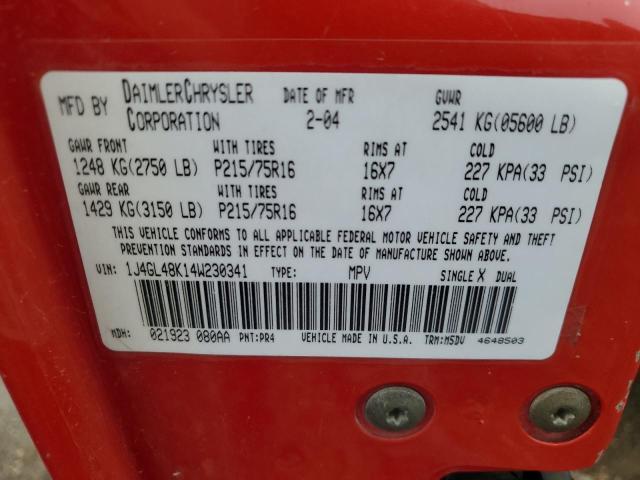 MFD BY DAIMLERCHRYSLER CORPORATION DATE OF MFR 2-04 GVWR 2541 KG(05600 LB)
GAWR FRONT WITH TIRES RIMS AT COLD
1248 KG(2750 LB) P215/75R16 16X7 227 KPA(33 PSI)
GAWR REAR WITH TIRES RIMS AT COLD
1429 KG(3150 LB) P215/75R16 16X7 227 KPA(33 PSI)
THIS VEHICLE CONFORMS TO ALL APPLICABLE FEDERAL MOTOR VEHICLE SAFETY AND THEFT
PREVENTION STANDARDS IN EFFECT ON THE DATE OF MANUFACTURE SHOWN ABOVE.
VIN: 1J4GL48K14W230341 TYPE: MPV SINGLE X DUAL
MDH: 021923 080AA PNT:PR4 VEHICLE MADE IN U.S.A. TRM:M5DV 4648503